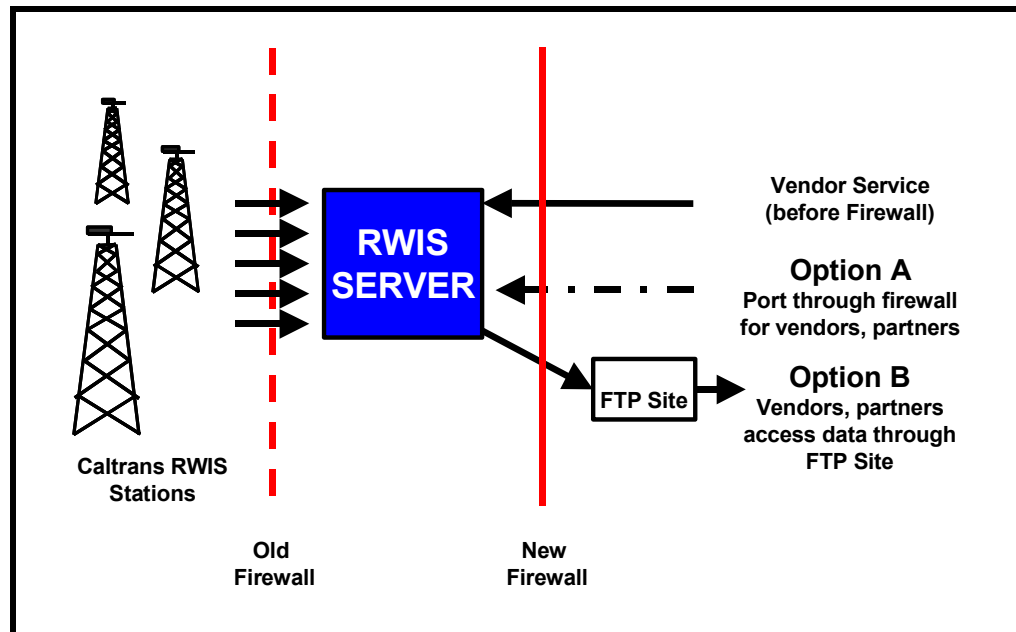 RWIS
SERVER
Vendor Service
(before Firewall)
Option A
Port through firewall
for vendors, partners
Option B
Vendors, partners
access data through
FTP Site
FTP Site
Caltrans RWIS
Stations
Old
Firewall
New
Firewall